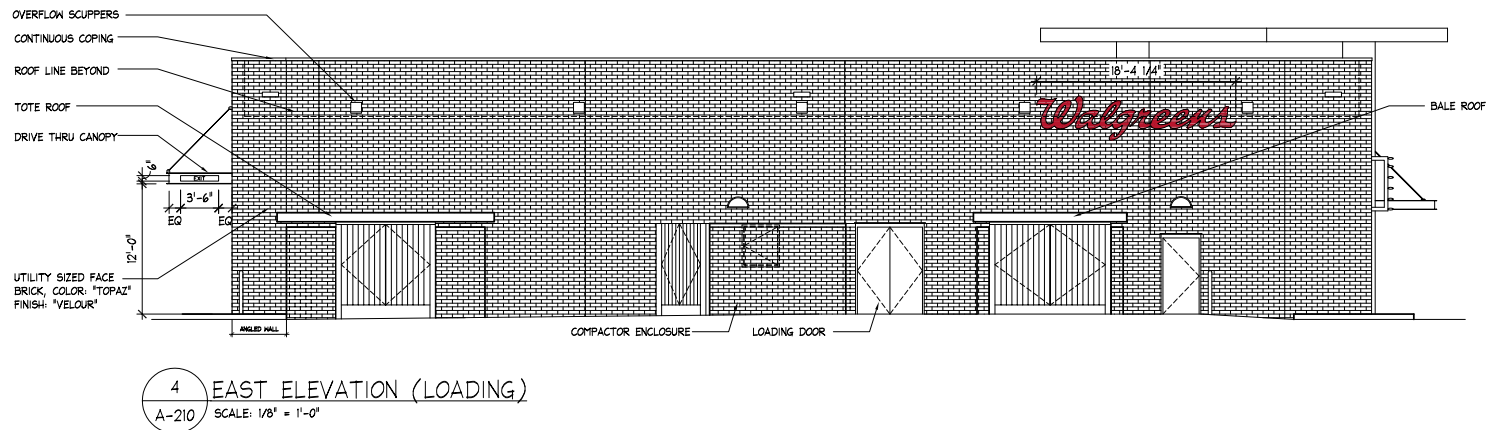 OVERFLOW SCUPPERS
CONTINUOUS COPING
ROOF LINE BEYOND
TOTE ROOF
DRIVE THRU CANOPY
6"
EXIT
3'-6"
EQ
EQ
12'-0"
UTILITY SIZED FACE
BRICK, COLOR: "TOPAZ"
FINISH: "VELOUR"
ANGLED WALL
18'-4 1/4"
Walgreens
BALE ROOF
COMPACTOR ENCLOSURE
LOADING DOOR
4
A-210
EAST ELEVATION (LOADING)
SCALE: 1/8" = 1'-0"